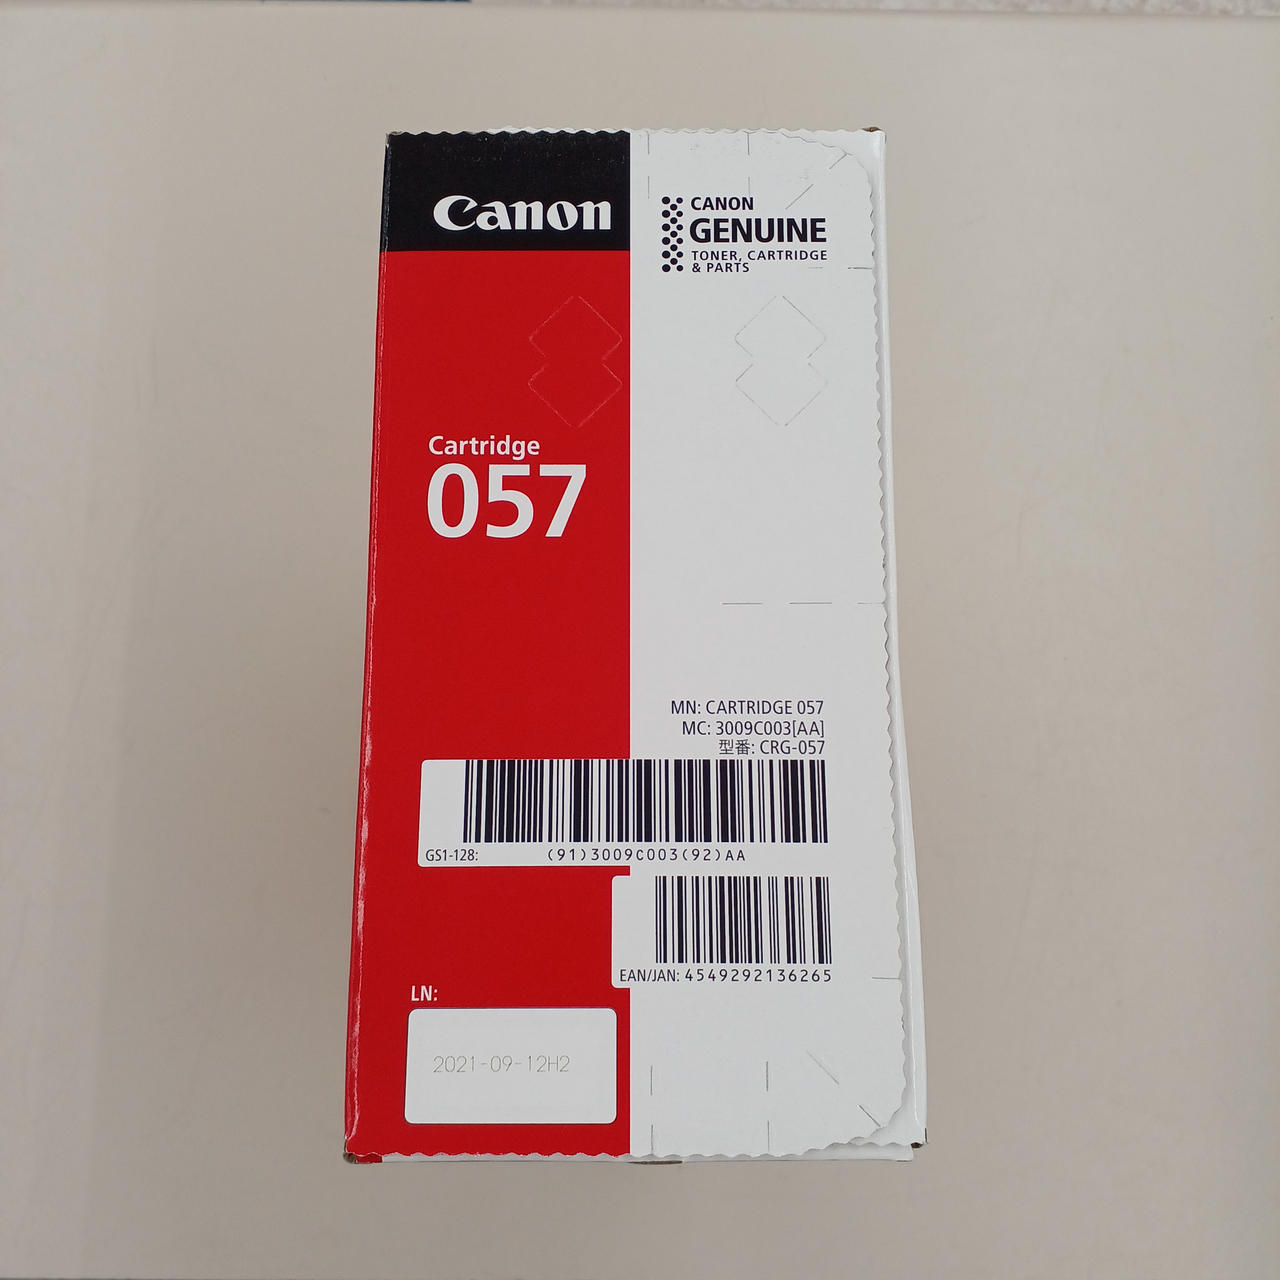 Canon
CANON
GENUINE
TONER, CARTRIDGE
& PARTS
Cartridge
057
MN: CARTRIDGE 057
MC: 3009C003[AA]
型番: CRG-057
GS1-128: (91)3009C003(92)AA
EAN/JAN: 4549292136265
LN:
2021-09-12H2